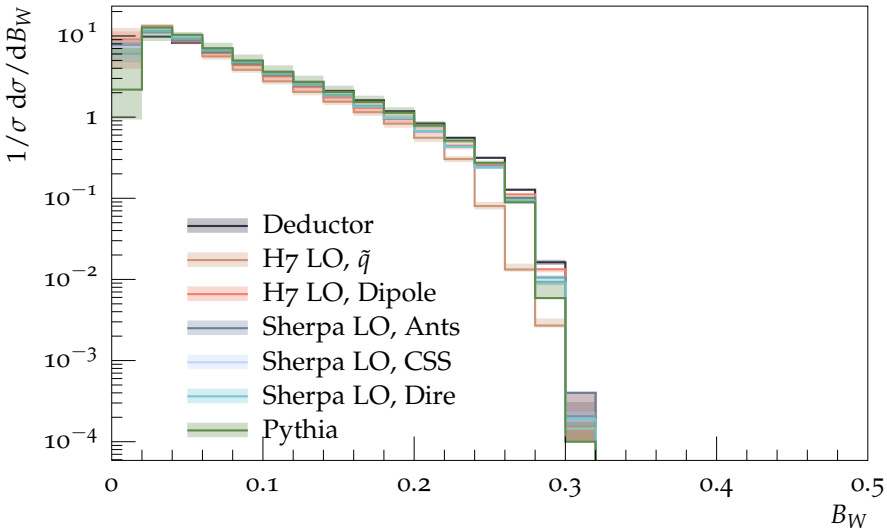 1/σ dσ/dB_W
10^1
1
10^−1
10^−2
10^−3
10^−4
Deductor
H7 LO, q̃
H7 LO, Dipole
Sherpa LO, Ants
Sherpa LO, CSS
Sherpa LO, Dire
Pythia
0 0.1 0.2 0.3 0.4 0.5
B_W